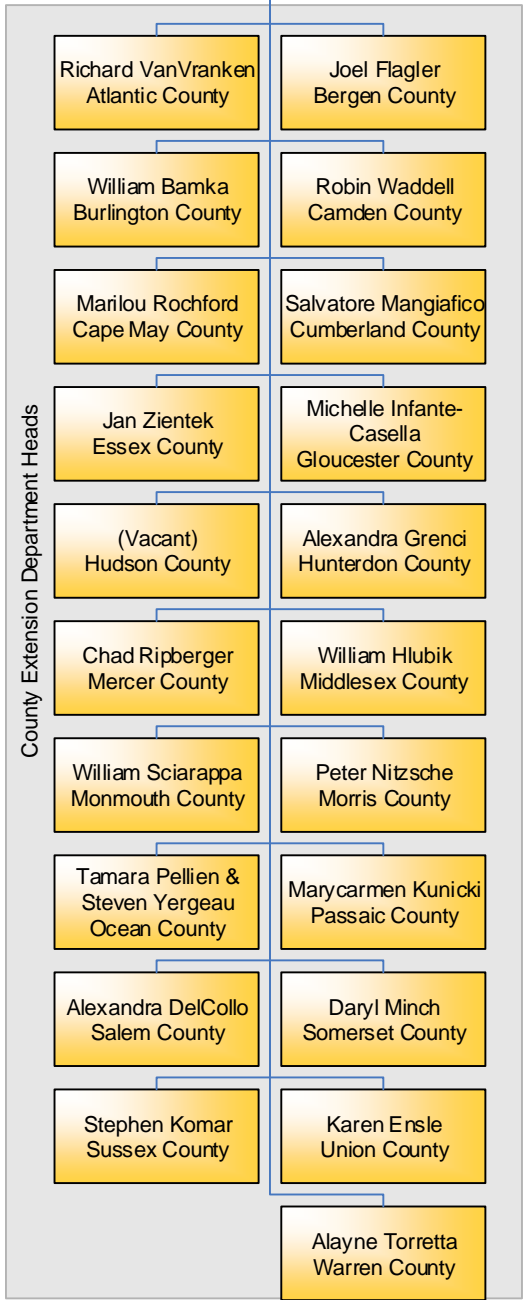 County Extension Department Heads
Richard VanVranken
Atlantic County
Joel Flagler
Bergen County
William Bamka
Burlington County
Robin Waddell
Camden County
Marilou Rochford
Cape May County
Salvatore Mangiafico
Cumberland County
Jan Zientek
Essex County
Michelle Infante-
Casella
Gloucester County
(Vacant)
Hudson County
Alexandra Grenci
Hunterdon County
Chad Ripberger
Mercer County
William Hlubik
Middlesex County
William Sciarappa
Monmouth County
Peter Nitzsche
Morris County
Tamara Pellien &
Steven Yergeau
Ocean County
Marycarmen Kunicki
Passaic County
Alexandra DelCollo
Salem County
Daryl Minch
Somerset County
Stephen Komar
Sussex County
Karen Ensle
Union County
Alayne Torretta
Warren County